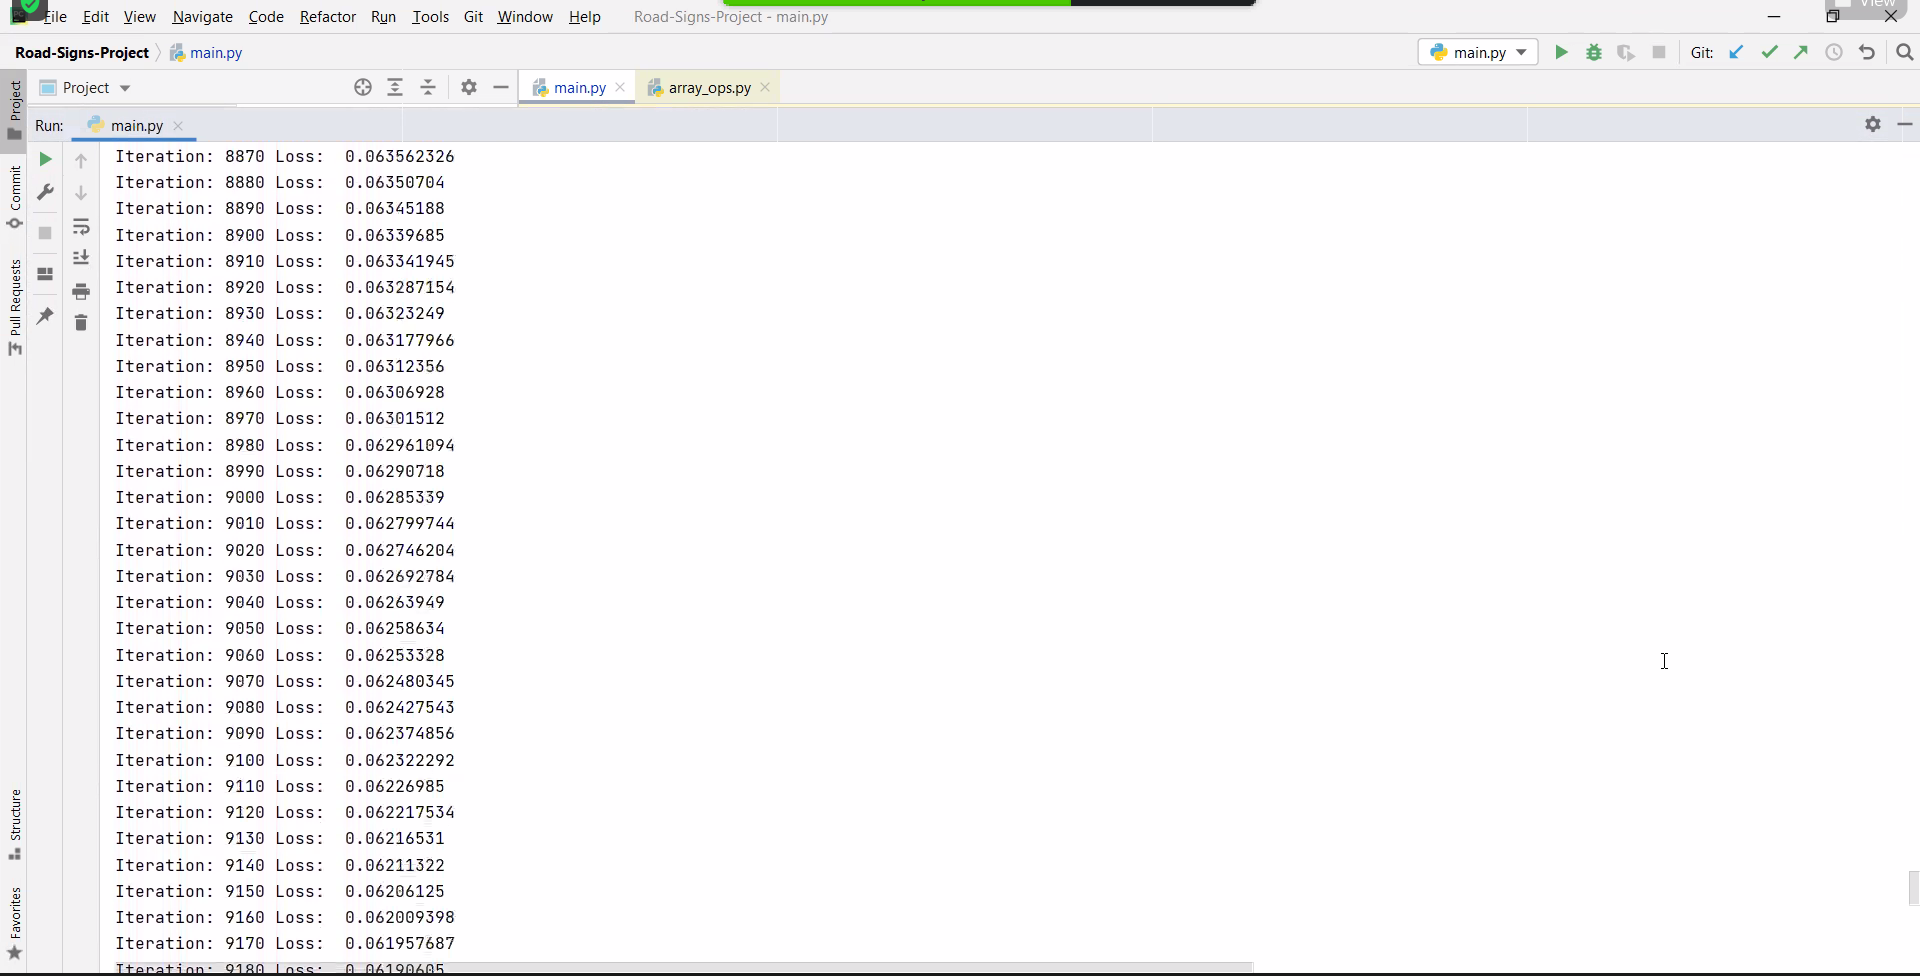 File Edit View Navigate Code Refactor Run Tools Git Window Help Road-Signs-Project - main.py
View
Road-Signs-Project main.py main.py Git:
Project main.py array_ops.py
Run: main.py
Project
Commit
Pull Requests
Structure
Favorites
Iteration: 8870 Loss:  0.063562326
Iteration: 8880 Loss:  0.06350704
Iteration: 8890 Loss:  0.06345188
Iteration: 8900 Loss:  0.06339685
Iteration: 8910 Loss:  0.063341945
Iteration: 8920 Loss:  0.063287154
Iteration: 8930 Loss:  0.06323249
Iteration: 8940 Loss:  0.063177966
Iteration: 8950 Loss:  0.06312356
Iteration: 8960 Loss:  0.06306928
Iteration: 8970 Loss:  0.06301512
Iteration: 8980 Loss:  0.062961094
Iteration: 8990 Loss:  0.06290718
Iteration: 9000 Loss:  0.06285339
Iteration: 9010 Loss:  0.062799744
Iteration: 9020 Loss:  0.062746204
Iteration: 9030 Loss:  0.062692784
Iteration: 9040 Loss:  0.06263949
Iteration: 9050 Loss:  0.06258634
Iteration: 9060 Loss:  0.06253328
Iteration: 9070 Loss:  0.062480345
Iteration: 9080 Loss:  0.062427543
Iteration: 9090 Loss:  0.062374856
Iteration: 9100 Loss:  0.062322292
Iteration: 9110 Loss:  0.06226985
Iteration: 9120 Loss:  0.062217534
Iteration: 9130 Loss:  0.06216531
Iteration: 9140 Loss:  0.06211322
Iteration: 9150 Loss:  0.06206125
Iteration: 9160 Loss:  0.062009398
Iteration: 9170 Loss:  0.061957687
Iteration: 9180 Loss:  0.06190605